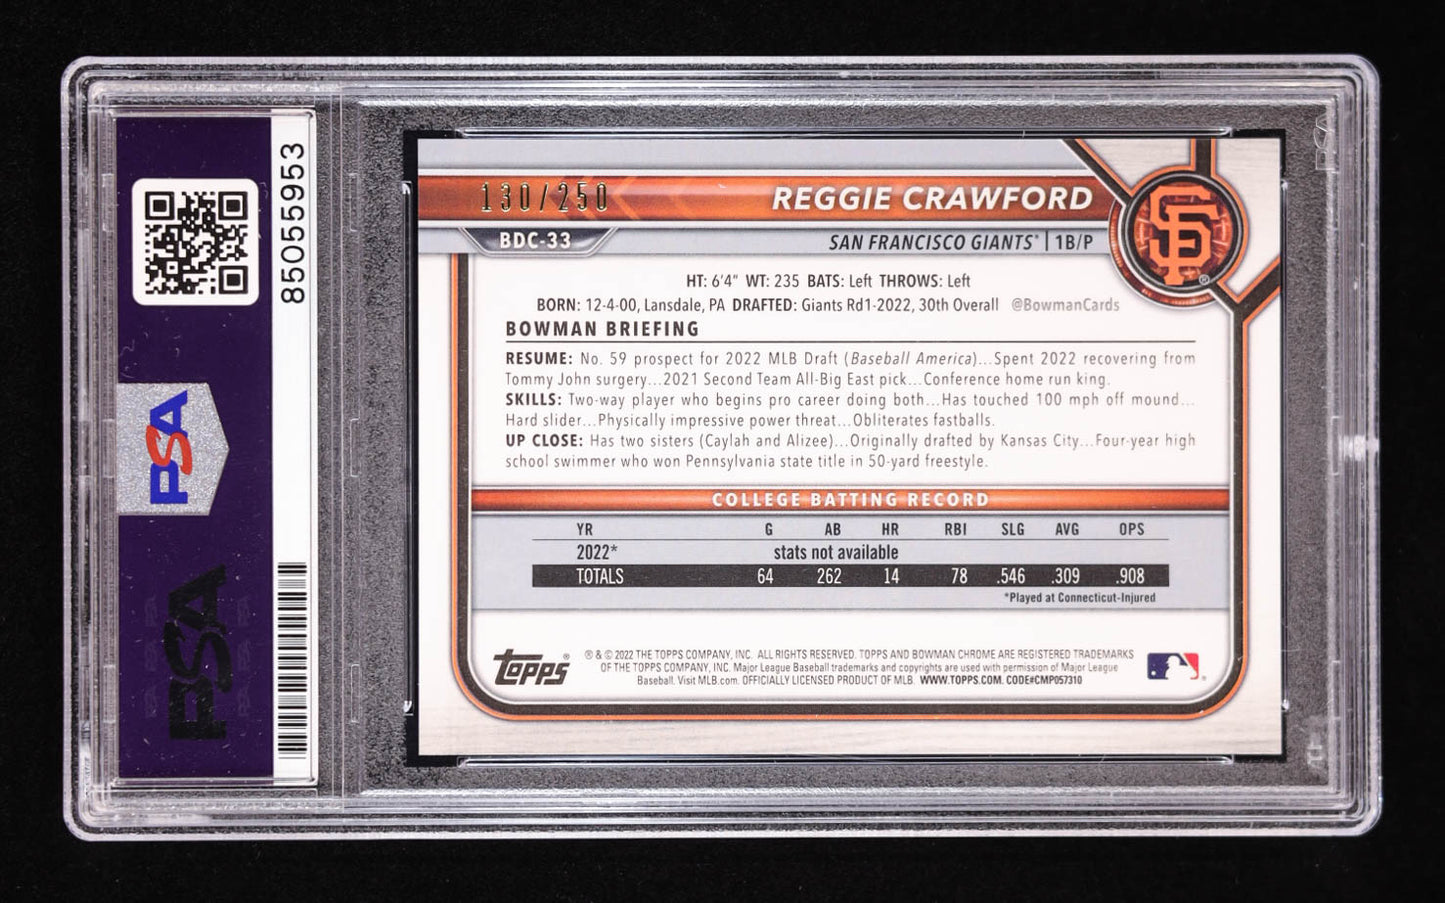 85055953
PSA
PSA
130/250
REGGIE CRAWFORD
BDC-33
SAN FRANCISCO GIANTS® | 1B/P
SF
HT: 6'4" WT: 235 BATS: Left THROWS: Left
BORN: 12-4-00, Lansdale, PA DRAFTED: Giants Rd1-2022, 30th Overall @BowmanCards
BOWMAN BRIEFING
RESUME: No. 59 prospect for 2022 MLB Draft (Baseball America)...Spent 2022 recovering from
Tommy John surgery...2021 Second Team All-Big East pick...Conference home run king.
SKILLS: Two-way player who begins pro career doing both...Has touched 100 mph off mound...
Hard slider...Physically impressive power threat...Obliterates fastballs.
UP CLOSE: Has two sisters (Caylah and Alizee)...Originally drafted by Kansas City...Four-year high
school swimmer who won Pennsylvania state title in 50-yard freestyle.
COLLEGE BATTING RECORD
YR G AB HR RBI SLG AVG OPS
2022* stats not available
TOTALS 64 262 14 78 .546 .309 .908
*Played at Connecticut-Injured
Topps®
® & © 2022 THE TOPPS COMPANY, INC. ALL RIGHTS RESERVED. TOPPS AND BOWMAN CHROME ARE REGISTERED TRADEMARKS
OF THE TOPPS COMPANY, INC. Major League Baseball trademarks and copyrights are used with permission of Major League
Baseball. Visit MLB.com. OFFICIALLY LICENSED PRODUCT OF MLB. WWW.TOPPS.COM. CODE#CMP057310